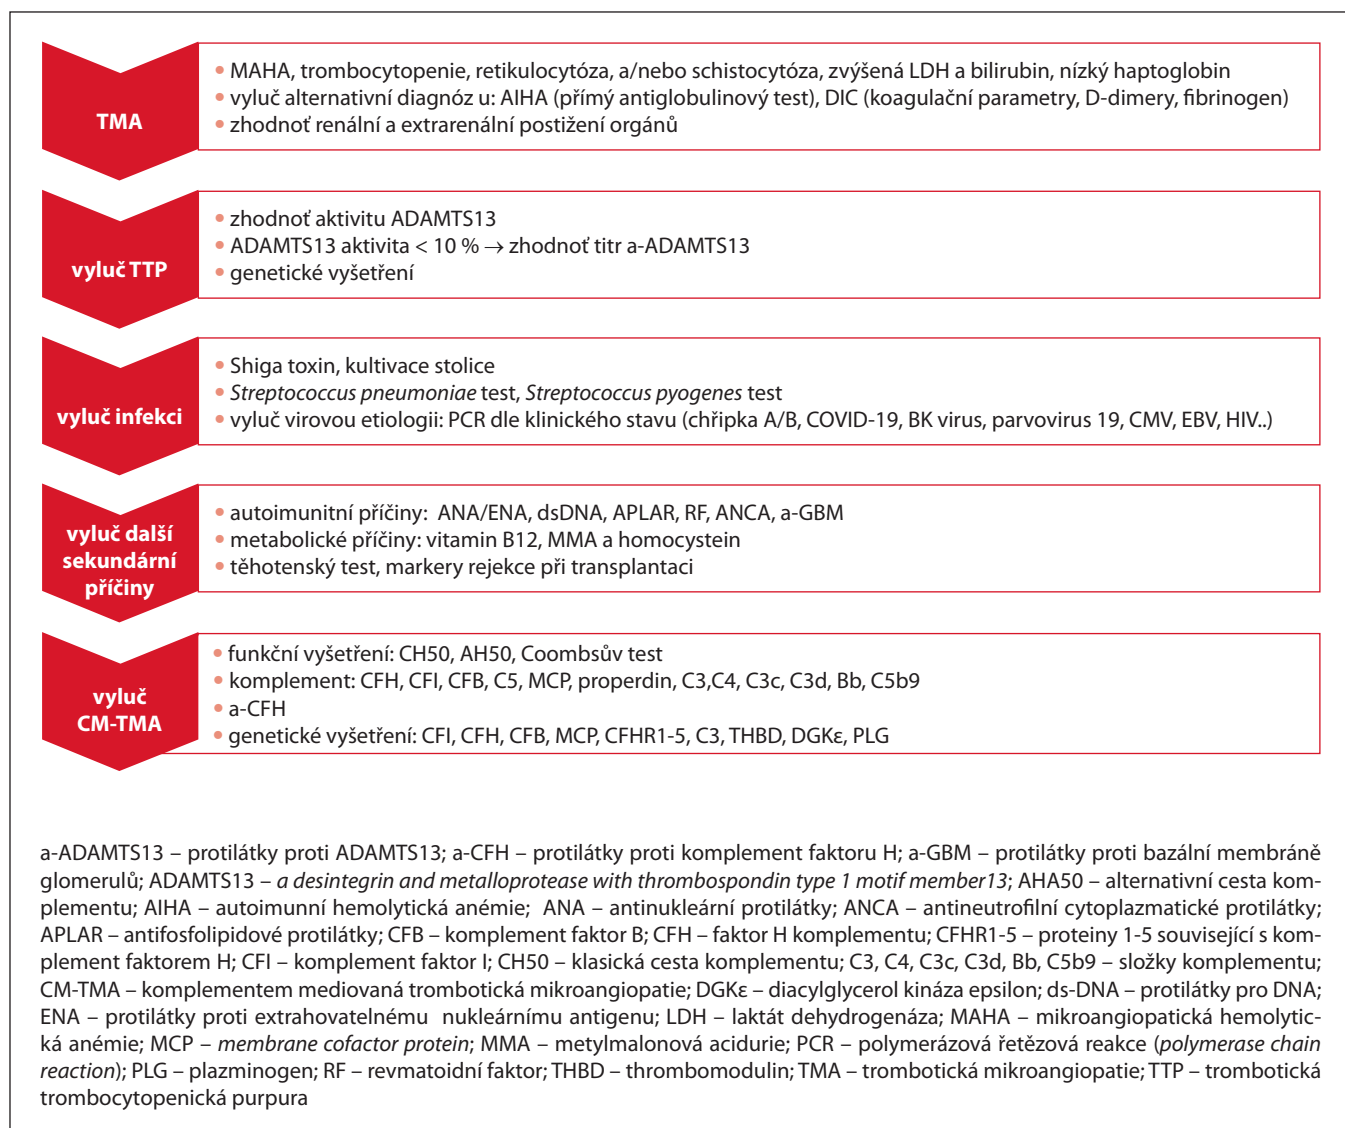 TMA
• MAHA, trombocytopenie, retikulocytóza, a/nebo schistocytóza, zvýšená LDH a bilirubin, nízký haptoglobin
• vyluč alternativní diagnóz u: AIHA (přímý antiglobulinový test), DIC (koagulační parametry, D-dimery, fibrinogen)
• zhodnoť renální a extrarenální postižení orgánů
vyluč TTP
• zhodnoť aktivitu ADAMTS13
• ADAMTS13 aktivita < 10 % → zhodnoť titr a-ADAMTS13
• genetické vyšetření
vyluč infekci
• Shiga toxin, kultivace stolice
• Streptococcus pneumoniae test, Streptococcus pyogenes test
• vyluč virovou etiologii: PCR dle klinického stavu (chřipka A/B, COVID-19, BK virus, parvovirus 19, CMV, EBV, HIV..)
vyluč další
sekundární
příčiny
• autoimunitní příčiny: ANA/ENA, dsDNA, APLAR, RF, ANCA, a-GBM
• metabolické příčiny: vitamin B12, MMA a homocystein
• těhotenský test, markery rejekce při transplantaci
vyluč
CM-TMA
• funkční vyšetření: CH50, AH50, Coombsův test
• komplement: CFH, CFI, CFB, C5, MCP, properdin, C3,C4, C3c, C3d, Bb, C5b9
• a-CFH
• genetické vyšetření: CFI, CFH, CFB, MCP, CFHR1-5, C3, THBD, DGKε, PLG
a-ADAMTS13 – protilátky proti ADAMTS13; a-CFH – protilátky proti komplement faktoru H; a-GBM – protilátky proti bazální membráně
glomerulů; ADAMTS13 – a desintegrin and metalloprotease with thrombospondin type 1 motif member13; AHA50 – alternativní cesta kom-
plementu; AIHA – autoimunní hemolytická anémie; ANA – antinukleární protilátky; ANCA – antineutrofilní cytoplazmatické protilátky;
APLAR – antifosfolipidové protilátky; CFB – komplement faktor B; CFH – faktor H komplementu; CFHR1-5 – proteiny 1-5 související s kom-
plement faktorem H; CFI – komplement faktor I; CH50 – klasická cesta komplementu; C3, C4, C3c, C3d, Bb, C5b9 – složky komplementu;
CM-TMA – komplementem mediovaná trombotická mikroangiopatie; DGKε – diacylglycerol kináza epsilon; ds-DNA – protilátky pro DNA;
ENA – protilátky proti extrahovatelnému nukleárnímu antigenu; LDH – laktát dehydrogenáza; MAHA – mikroangiopatická hemolytic-
ká anémie; MCP – membrane cofactor protein; MMA – metylmalonová acidurie; PCR – polymerázová řetězová reakce (polymerase chain
reaction); PLG – plazminogen; RF – revmatoidní faktor; THBD – thrombomodulin; TMA – trombotická mikroangiopatie; TTP – trombotická
trombocytopenická purpura